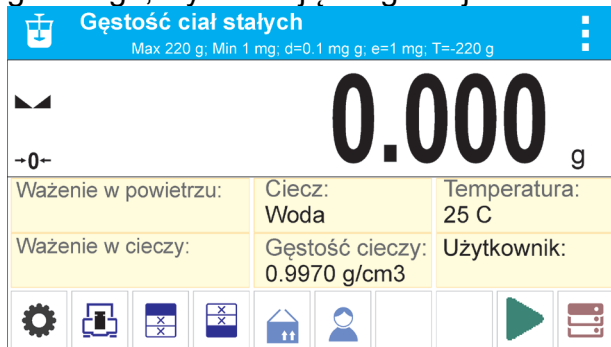 Gęstość ciał stałych
Max 220 g; Min 1 mg; d=0.1 mg g; e=1 mg; T=-220 g
0.000 g
→0←
Ważenie w powietrzu:
Ciecz:
Woda
Temperatura:
25 C
Ważenie w cieczy:
Gęstość cieczy:
0.9970 g/cm3
Użytkownik: